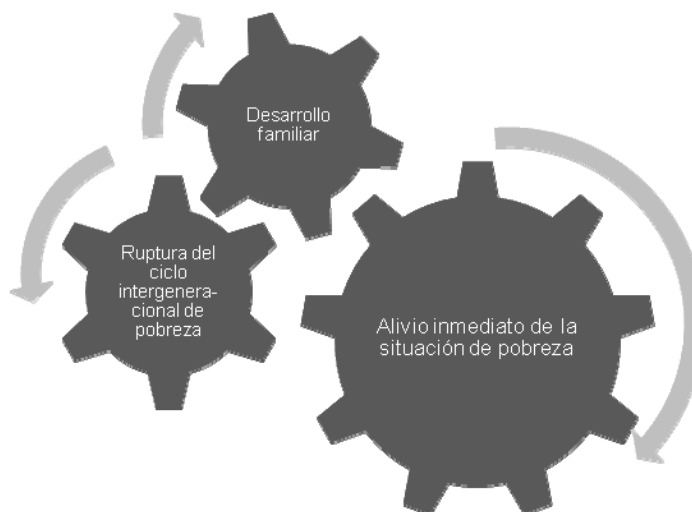 Desarrollo
familiar
Ruptura del
ciclo
intergenera-
cional de
pobreza
Alivio inmediato de la
situación de pobreza